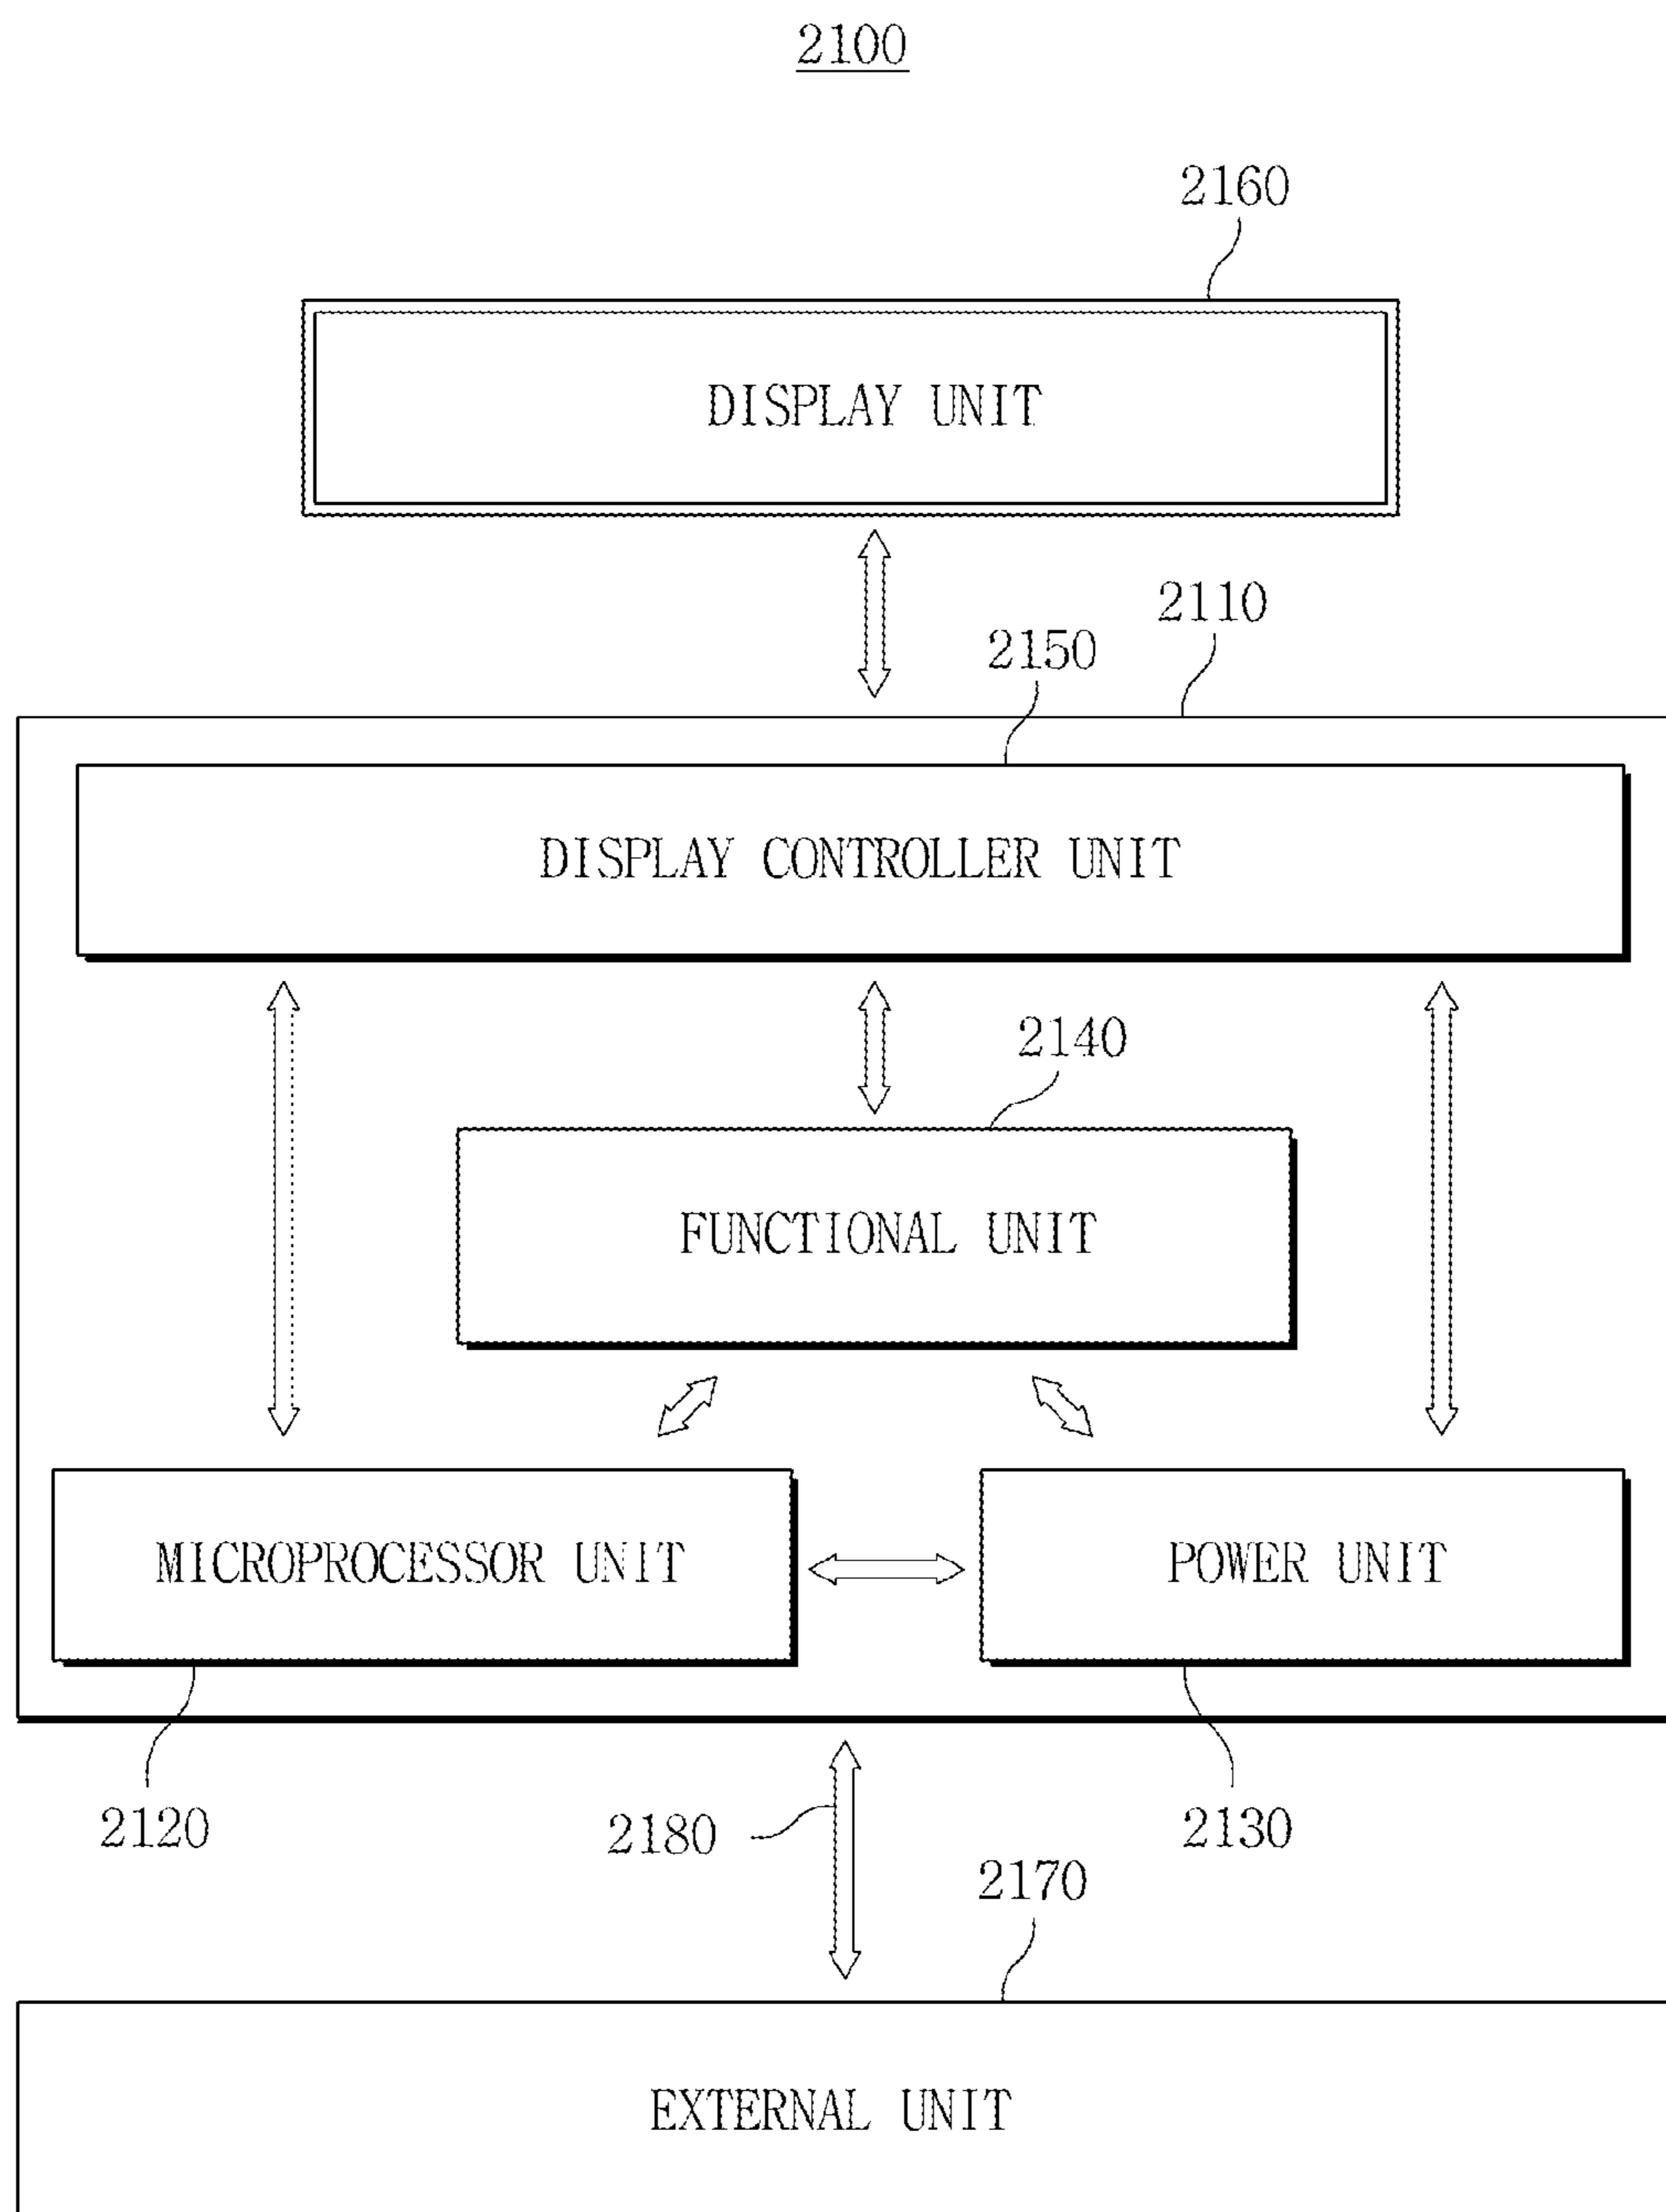 2100
2160
DISPLAY UNIT
2110
2150
DISPLAY CONTROLLER UNIT
2140
FUNCTIONAL UNIT
MICROPROCESSOR UNIT
POWER UNIT
2120
2180
2130
2170
EXTERNAL UNIT